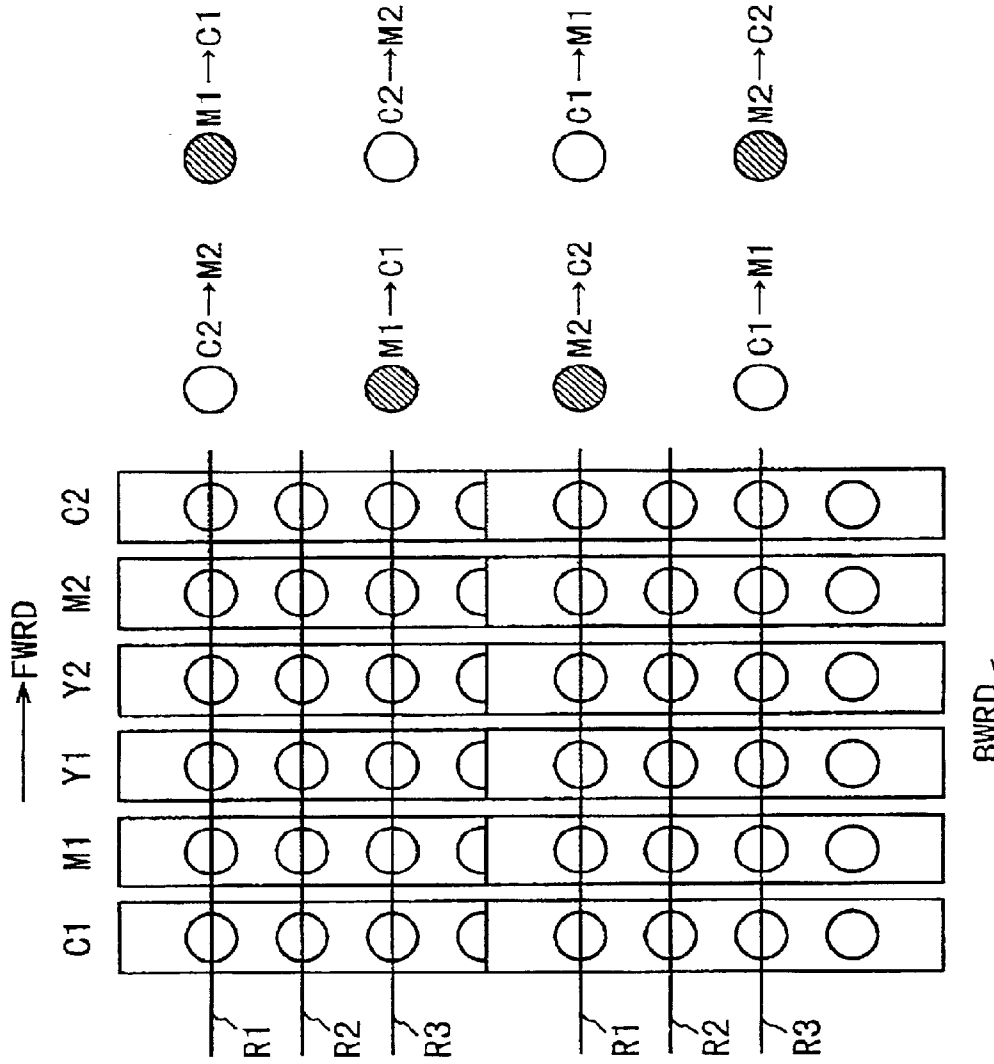 →FWRD
C1 M1 Y1 Y2 M2 C2
R1
R2
R3
C2→M2
M1→C1
M1→C1
C2→M2
R1
R2
R3
M2→C2
C1→M1
C1→M1
M2→C2
BWRD